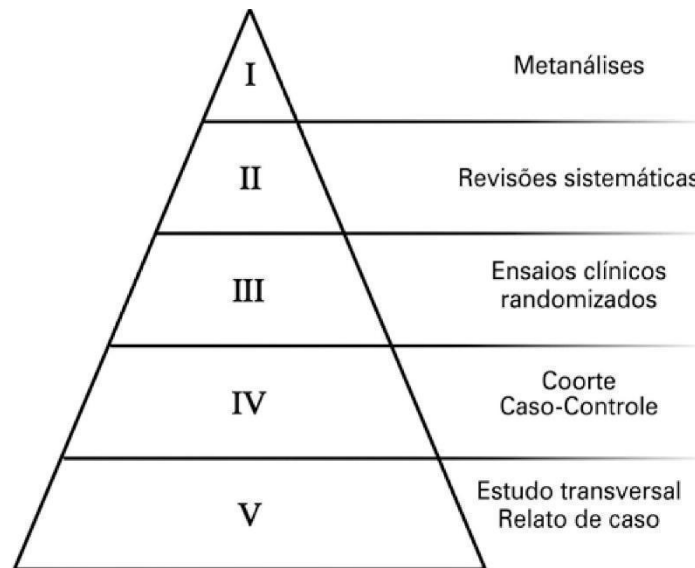 I
Metanálises
II
Revisões sistemáticas
III
Ensaios clínicos
randomizados
IV
Coorte
Caso-Controle
V
Estudo transversal
Relato de caso